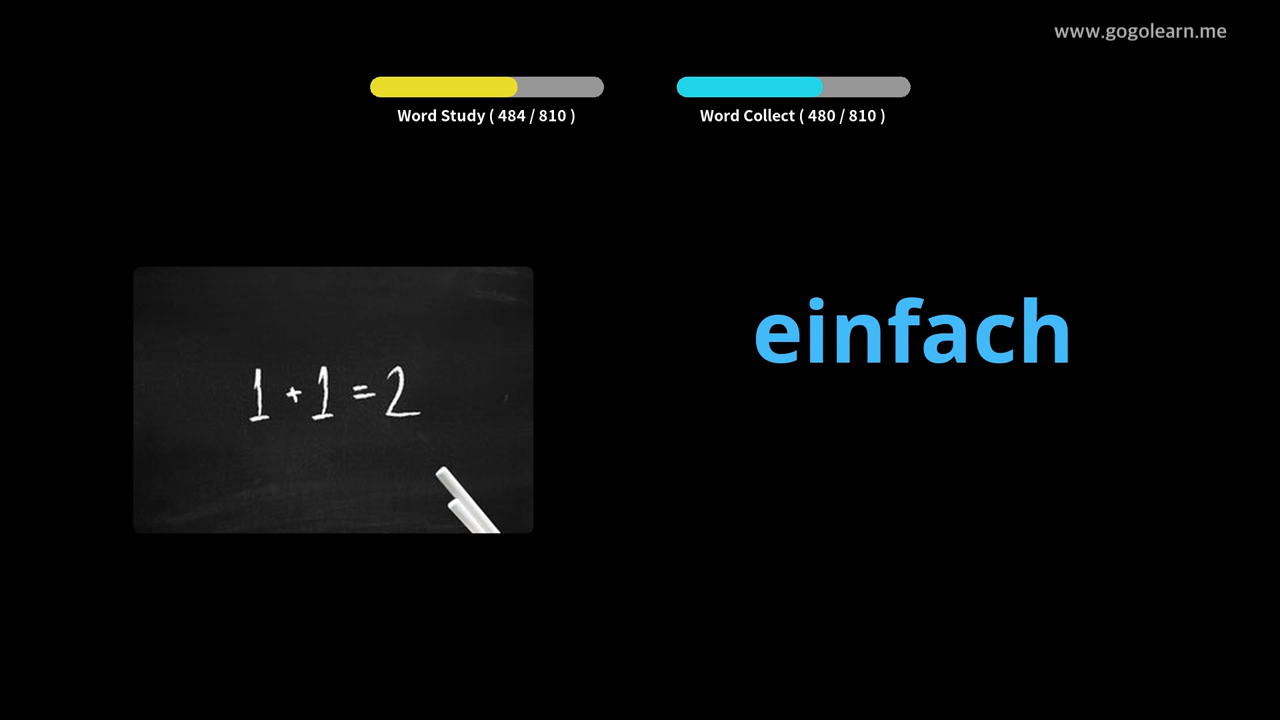 www.gogolearn.me
Word Study ( 484 / 810 )
Word Collect ( 480 / 810 )
einfach
1 + 1 = 2